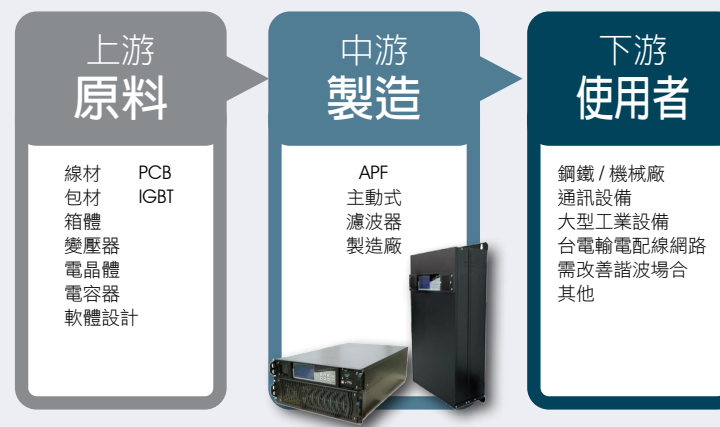 上游
原料
線材 PCB
包材 IGBT
箱體
變壓器
電晶體
電容器
軟體設計
中游
製造
APF
主動式
濾波器
製造廠
下游
使用者
鋼鐵 / 機械廠
通訊設備
大型工業設備
台電輸電配線網路
需改善諧波場合
其他